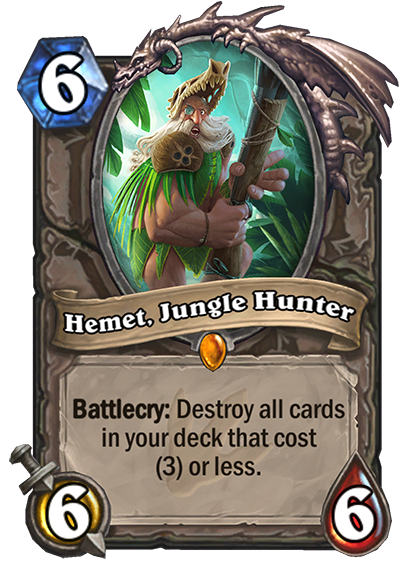 6
Hemet, Jungle Hunter
Battlecry: Destroy all cards
in your deck that cost
(3) or less.
6
6